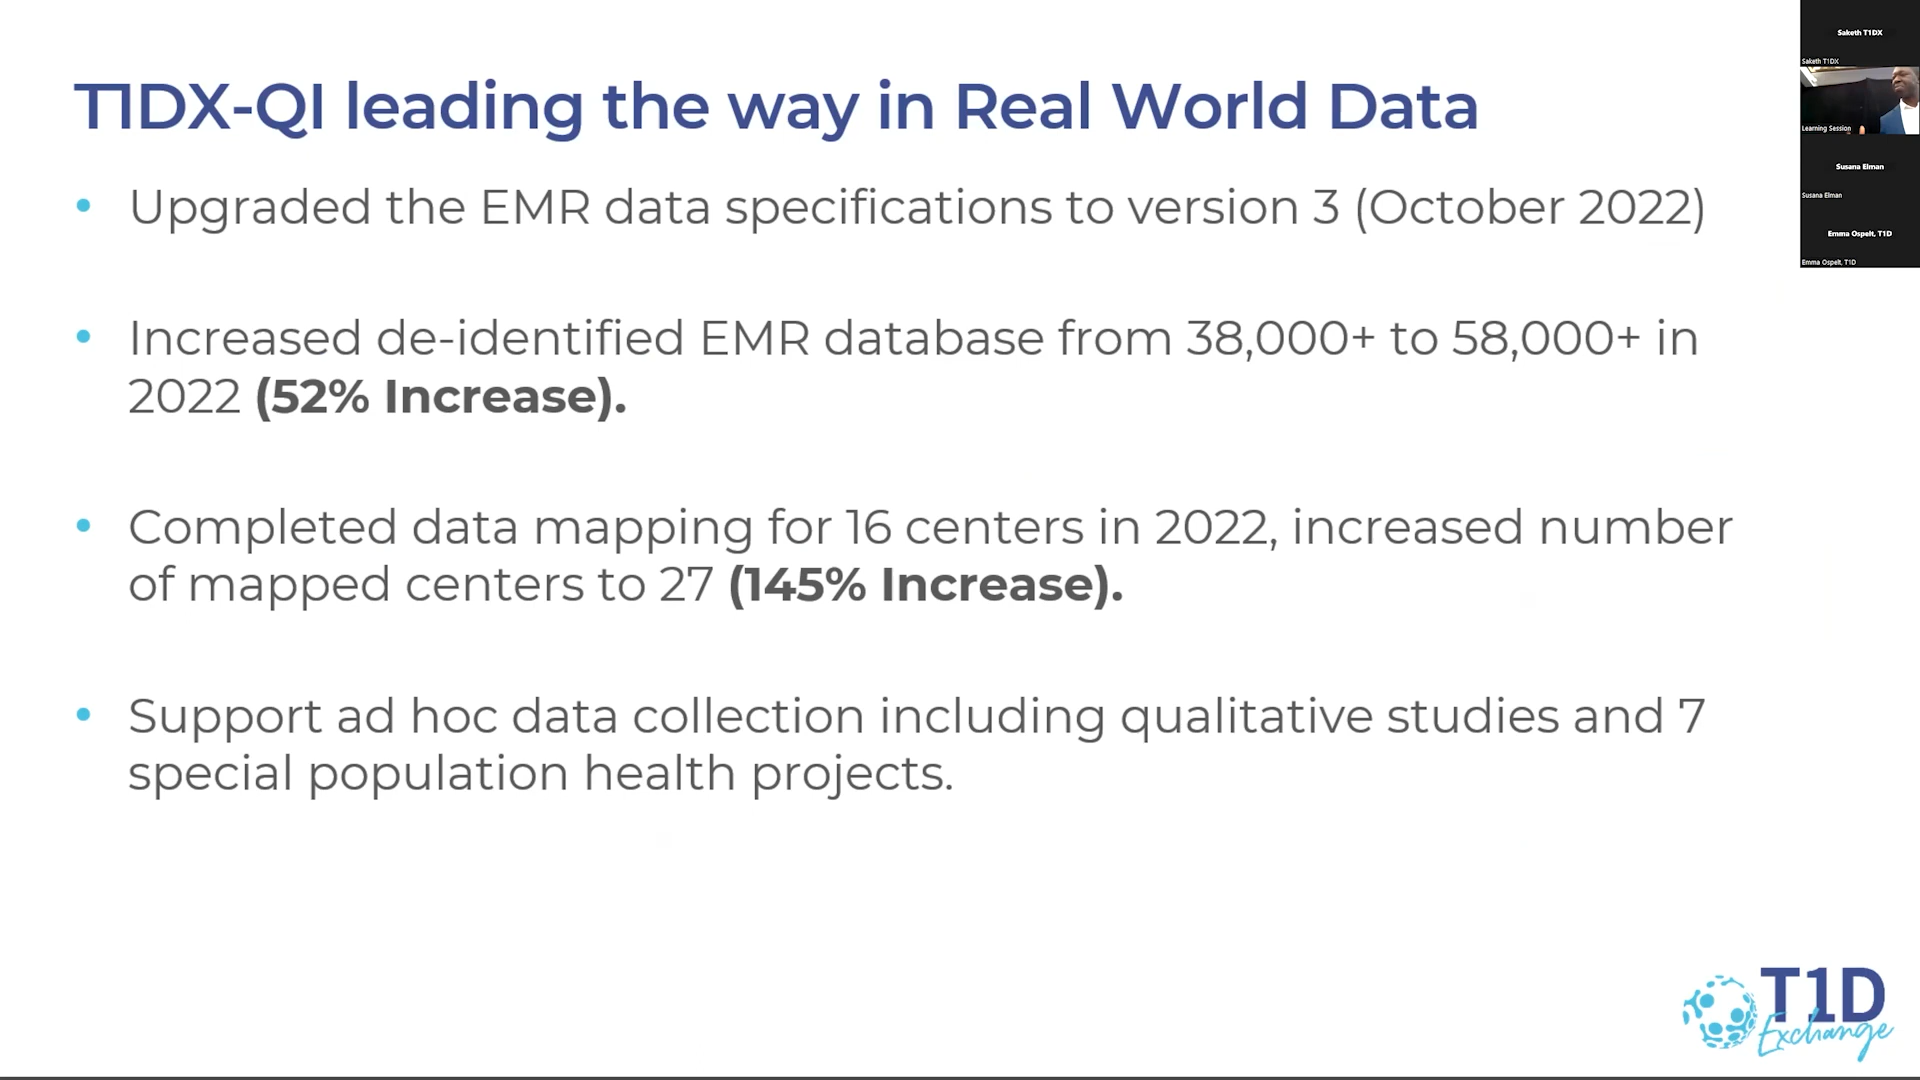 T1DX-QI leading the way in Real World Data
• Upgraded the EMR data specifications to version 3 (October 2022)
• Increased de-identified EMR database from 38,000+ to 58,000+ in
2022 (52% Increase).
• Completed data mapping for 16 centers in 2022, increased number
of mapped centers to 27 (145% Increase).
• Support ad hoc data collection including qualitative studies and 7
special population health projects.
Saketh T1DX
Saketh T1DX
Learning Session
Susana Elman
Susana Elman
Emma Ospelt, T1D
Emma Ospelt, T1D
T1D
Exchange